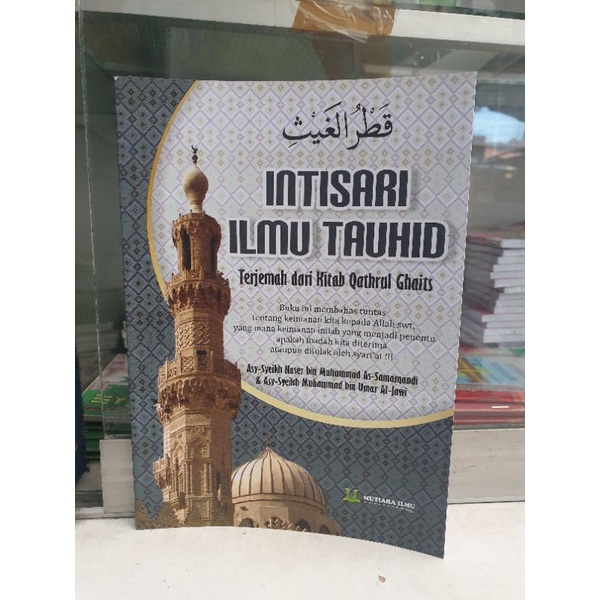 قَطْرُ الْغَيْثِ
INTISARI
ILMU TAUHID
Terjemah dari Kitab Qathrul Ghaits
Buku ini membahas tuntas
tentang keimanan kita kepada Allah swt,
yang mana keimanan inilah yang menjadi penentu
apakah ibadah kita diterima
ataupun ditolak oleh syari'at !!!
Asy-Syeikh Naser bin Muhammad As-Samarqandi
& Asy-Syeikh Muhammad bin Umar Al-Jawi
MUTIARA ILMU